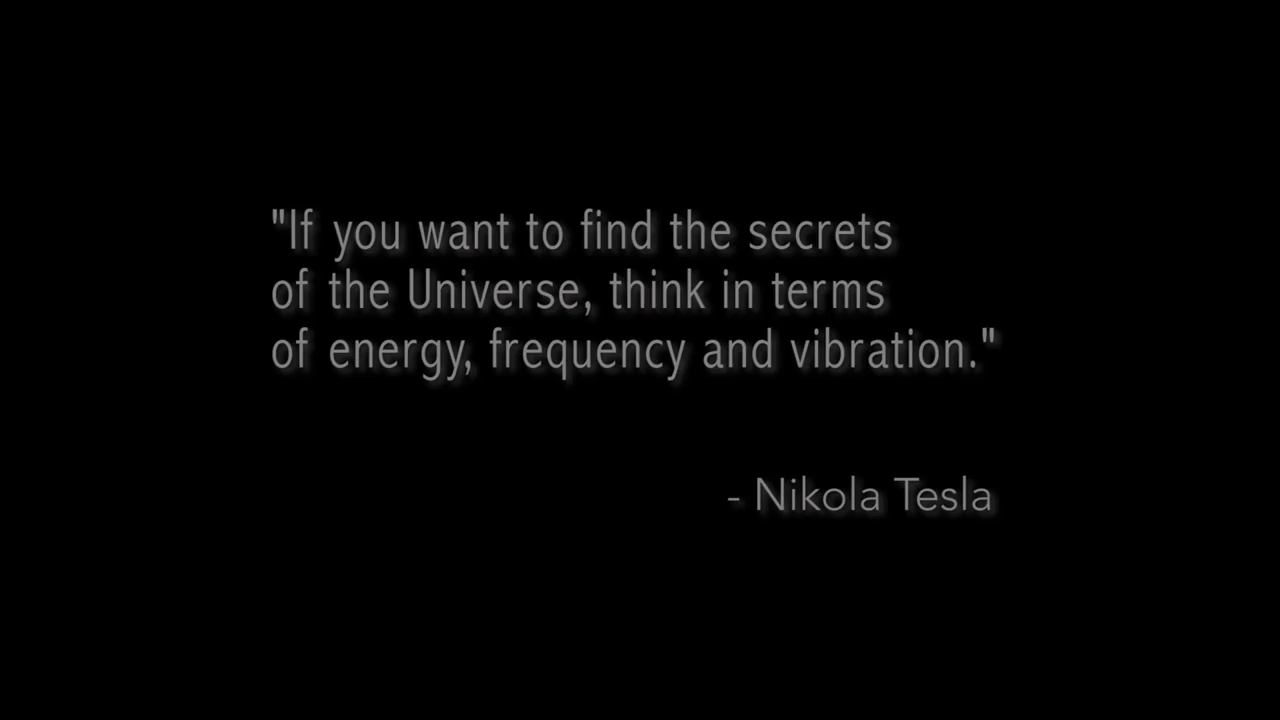 "If you want to find the secrets
of the Universe, think in terms
of energy, frequency and vibration."
- Nikola Tesla